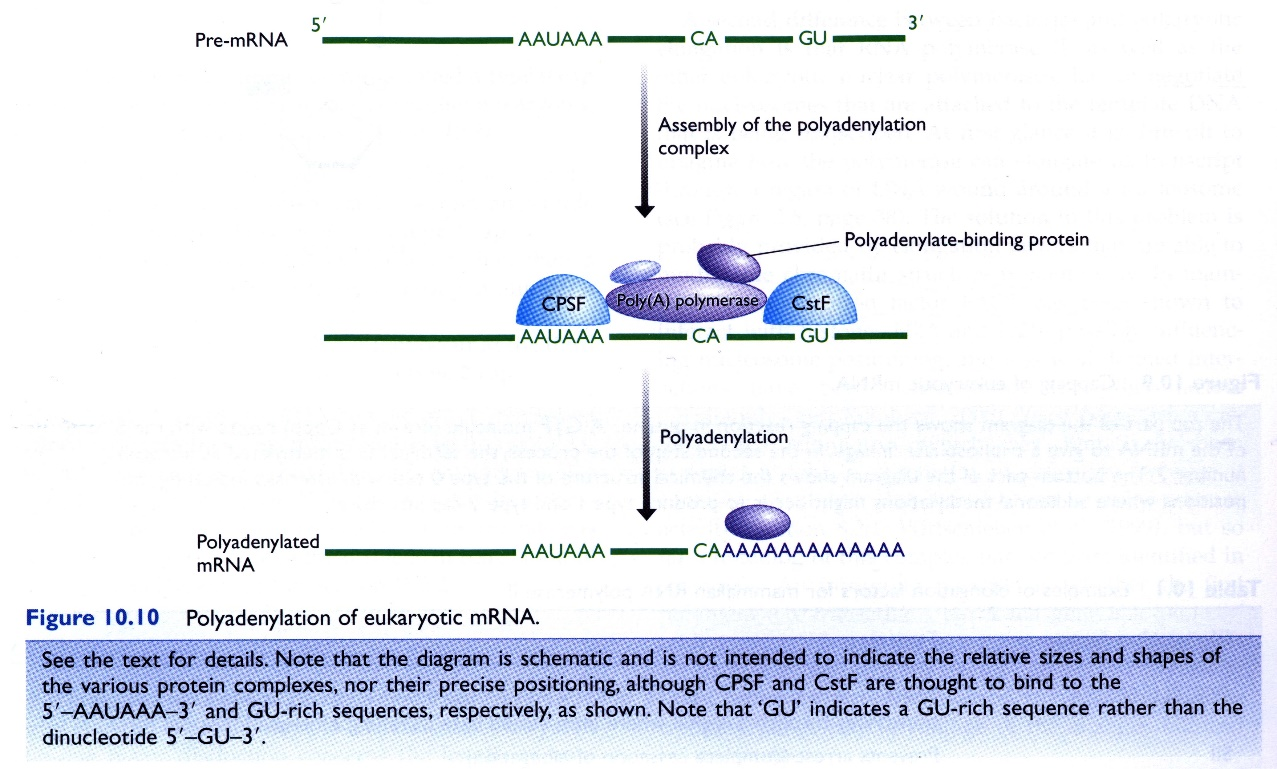 5′ 3′
Pre-mRNA AAUAAA CA GU
Assembly of the polyadenylation
complex
Polyadenylate-binding protein
CPSF Poly(A) polymerase CstF
AAUAAA CA GU
Polyadenylation
Polyadenylated
mRNA
AAUAAA CAAAAAAAAAAAAAA
Figure 10.10 Polyadenylation of eukaryotic mRNA.
See the text for details. Note that the diagram is schematic and is not intended to indicate the relative sizes and shapes of
the various protein complexes, nor their precise positioning, although CPSF and CstF are thought to bind to the
5′–AAUAAA–3′ and GU-rich sequences, respectively, as shown. Note that ‘GU’ indicates a GU-rich sequence rather than the
dinucleotide 5′–GU–3′.